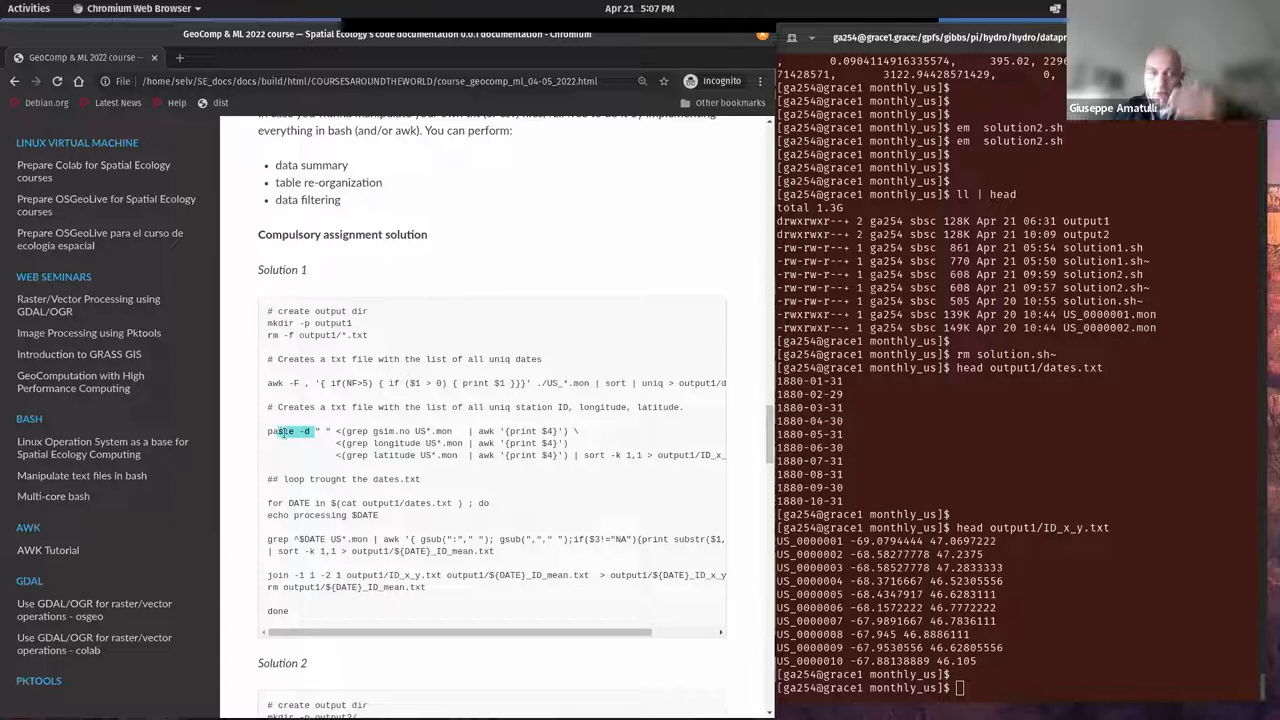 Activities
Chromium Web Browser
Apr 21 5:07 PM
GeoComp & ML 2022 course — Spatial Ecology's code documentation 0.0.1 documentation - Chromium
GeoComp & ML 2022 course —
File
/home/selv/SE_docs/docs/build/html/COURSESAROUNDTHEWORLD/course_geocomp_ml_04-05_2022.html
Incognito
Debian.org
Latest News
Help
dist
Other bookmarks
LINUX VIRTUAL MACHINE
Prepare Colab for Spatial Ecology
courses
Prepare OSGeoLive for Spatial Ecology
courses
Prepare OSGeoLive para el curso de
ecología espacial
WEB SEMINARS
Raster/Vector Processing using
GDAL/OGR
Image Processing using Pktools
Introduction to GRASS GIS
GeoComputation with High
Performance Computing
BASH
Linux Operation System as a base for
Spatial Ecology Computing
Manipulate text files in bash
Multi-core bash
AWK
AWK Tutorial
GDAL
Use GDAL/OGR for raster/vector
operations - osgeo
Use GDAL/OGR for raster/vector
operations - colab
PKTOOLS
everything in bash (and/or awk). You can perform:
data summary
table re-organization
data filtering
Compulsory assignment solution
Solution 1
# create output dir
mkdir -p output1
rm -f output1/*.txt
# Creates a txt file with the list of all uniq dates
awk -F , '{ if(NF>5) { if ($1 > 0) { print $1 }}}' ./US_*.mon | sort | uniq > output1/d
# Creates a txt file with the list of all uniq station ID, longitude, latitude.
paste -d " " <(grep gsim.no US*.mon | awk '{print $4}') \
<(grep longitude US*.mon | awk '{print $4}')
<(grep latitude US*.mon | awk '{print $4}') | sort -k 1,1 > output1/ID_x_
## loop trought the dates.txt
for DATE in $(cat output1/dates.txt ) ; do
echo processing $DATE
grep ^$DATE US*.mon | awk '{ gsub(":"," "); gsub(","," ");if($3!="NA"){print substr($1,
| sort -k 1,1 > output1/${DATE}_ID_mean.txt
join -1 1 -2 1 output1/ID_x_y.txt output1/${DATE}_ID_mean.txt > output1/${DATE}_ID_x_y
rm output1/${DATE}_ID_mean.txt
done
Solution 2
# create output dir
mkdir -p output2/
ga254@grace1.grace:/gpfs/gibbs/pi/hydro/hydro/datapr
Giuseppe Amatulli
, 0.0904114916335574, 395.02, 229
71428571, 3122.94428571429, 0,
[ga254@grace1 monthly_us]$
[ga254@grace1 monthly_us]$
[ga254@grace1 monthly_us]$
[ga254@grace1 monthly_us]$ em solution2.sh
[ga254@grace1 monthly_us]$ em solution2.sh
[ga254@grace1 monthly_us]$
[ga254@grace1 monthly_us]$
[ga254@grace1 monthly_us]$
[ga254@grace1 monthly_us]$ ll | head
total 1.3G
drwxrwxr--+ 2 ga254 sbsc 128K Apr 21 06:31 output1
drwxrwxr--+ 2 ga254 sbsc 128K Apr 21 10:09 output2
-rw-rw-r--+ 1 ga254 sbsc 861 Apr 21 05:54 solution1.sh
-rw-rw-r--+ 1 ga254 sbsc 770 Apr 21 05:50 solution1.sh~
-rw-rw-r--+ 1 ga254 sbsc 608 Apr 21 09:59 solution2.sh
-rw-rw-r--+ 1 ga254 sbsc 608 Apr 21 09:57 solution2.sh~
-rw-rw-r--+ 1 ga254 sbsc 505 Apr 20 10:55 solution.sh~
-rw-rw-r--+ 1 ga254 sbsc 139K Apr 20 10:44 US_0000001.mon
-rw-rw-r--+ 1 ga254 sbsc 149K Apr 20 10:44 US_0000002.mon
[ga254@grace1 monthly_us]$
[ga254@grace1 monthly_us]$ rm solution.sh~
[ga254@grace1 monthly_us]$ head output1/dates.txt
1880-01-31
1880-02-29
1880-03-31
1880-04-30
1880-05-31
1880-06-30
1880-07-31
1880-08-31
1880-09-30
1880-10-31
[ga254@grace1 monthly_us]$
[ga254@grace1 monthly_us]$ head output1/ID_x_y.txt
US_0000001 -69.0794444 47.0697222
US_0000002 -68.58277778 47.2375
US_0000003 -68.58527778 47.2833333
US_0000004 -68.3716667 46.52305556
US_0000005 -68.4347917 46.6283111
US_0000006 -68.1572222 46.7772222
US_0000007 -67.9891667 46.7836111
US_0000008 -67.945 46.8886111
US_0000009 -67.9530556 46.62805556
US_0000010 -67.88138889 46.105
[ga254@grace1 monthly_us]$
[ga254@grace1 monthly_us]$